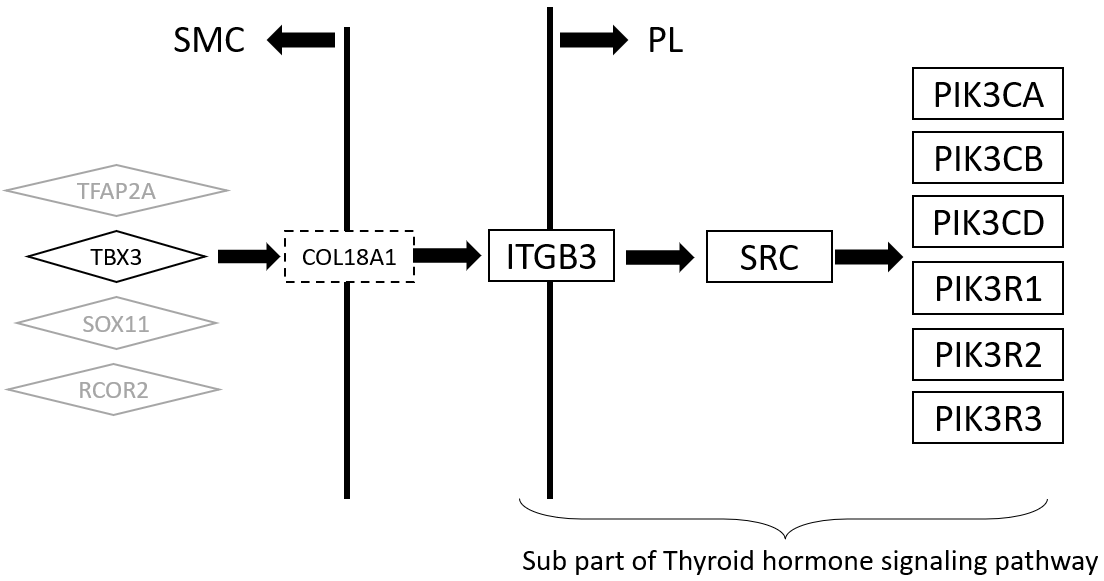 SMC
PL
TFAP2A
TBX3
SOX11
RCOR2
COL18A1
ITGB3
SRC
PIK3CA
PIK3CB
PIK3CD
PIK3R1
PIK3R2
PIK3R3
Sub part of Thyroid hormone signaling pathway